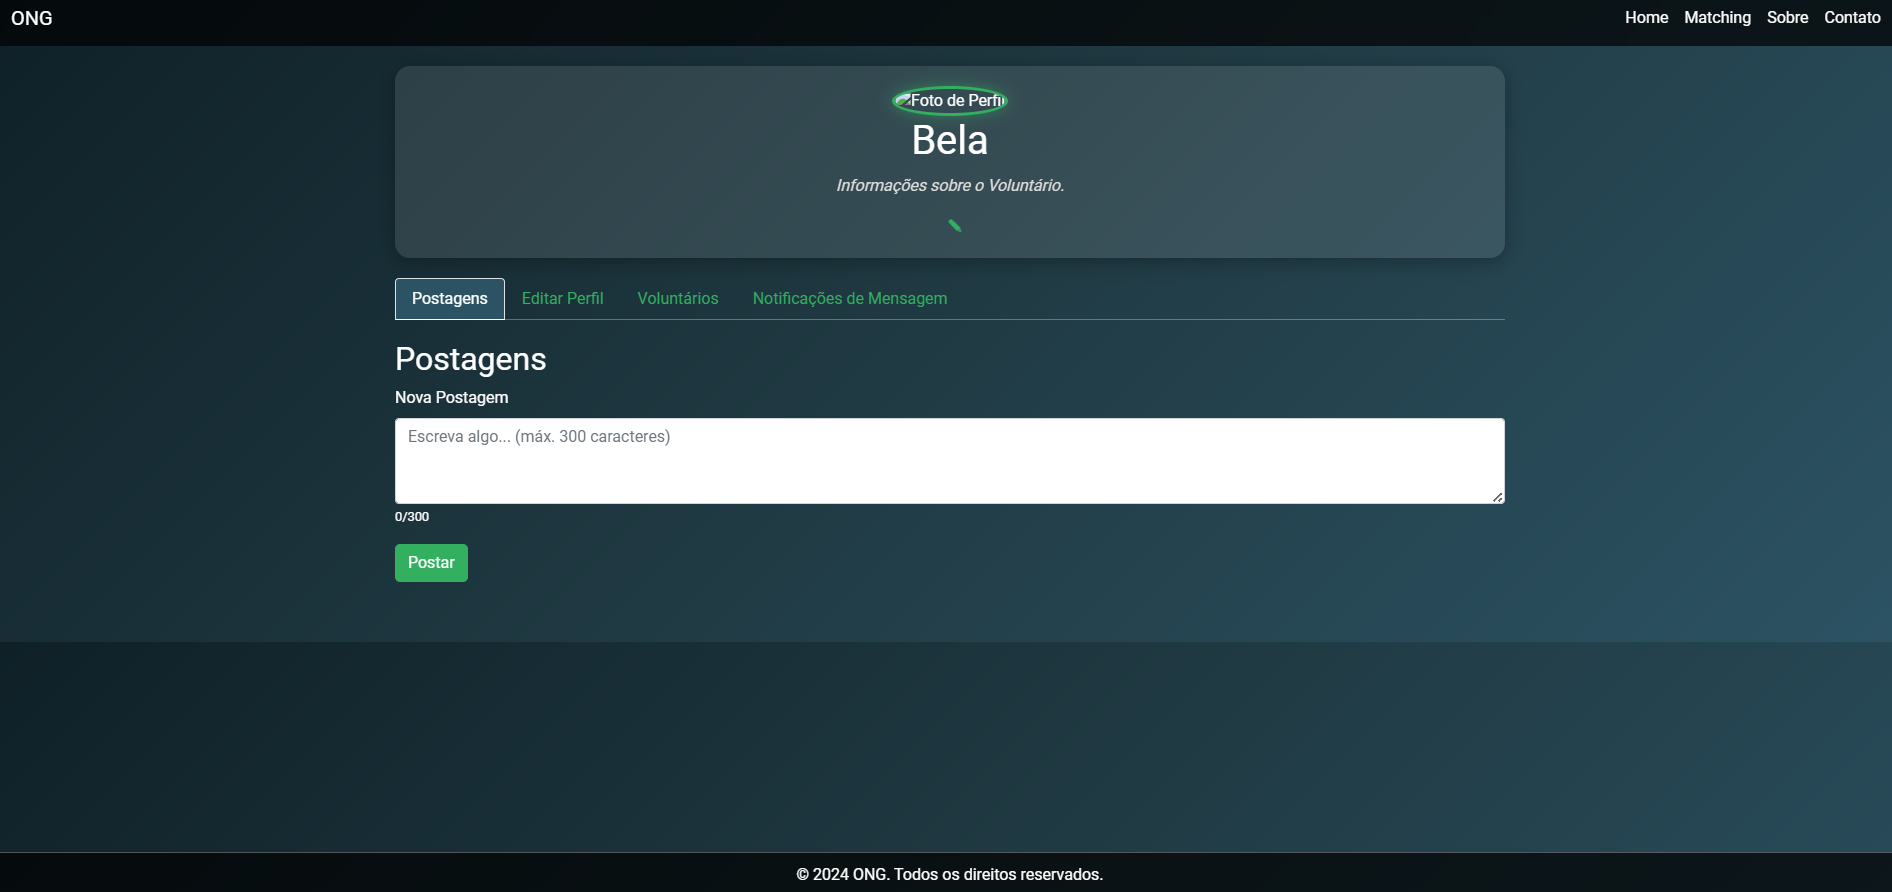 ONG
Home Matching Sobre Contato
Foto de Perfil
Bela
Informações sobre o Voluntário.
Postagens Editar Perfil Voluntários Notificações de Mensagem
Postagens
Nova Postagem
Escreva algo... (máx. 300 caracteres)
0/300
Postar
© 2024 ONG. Todos os direitos reservados.